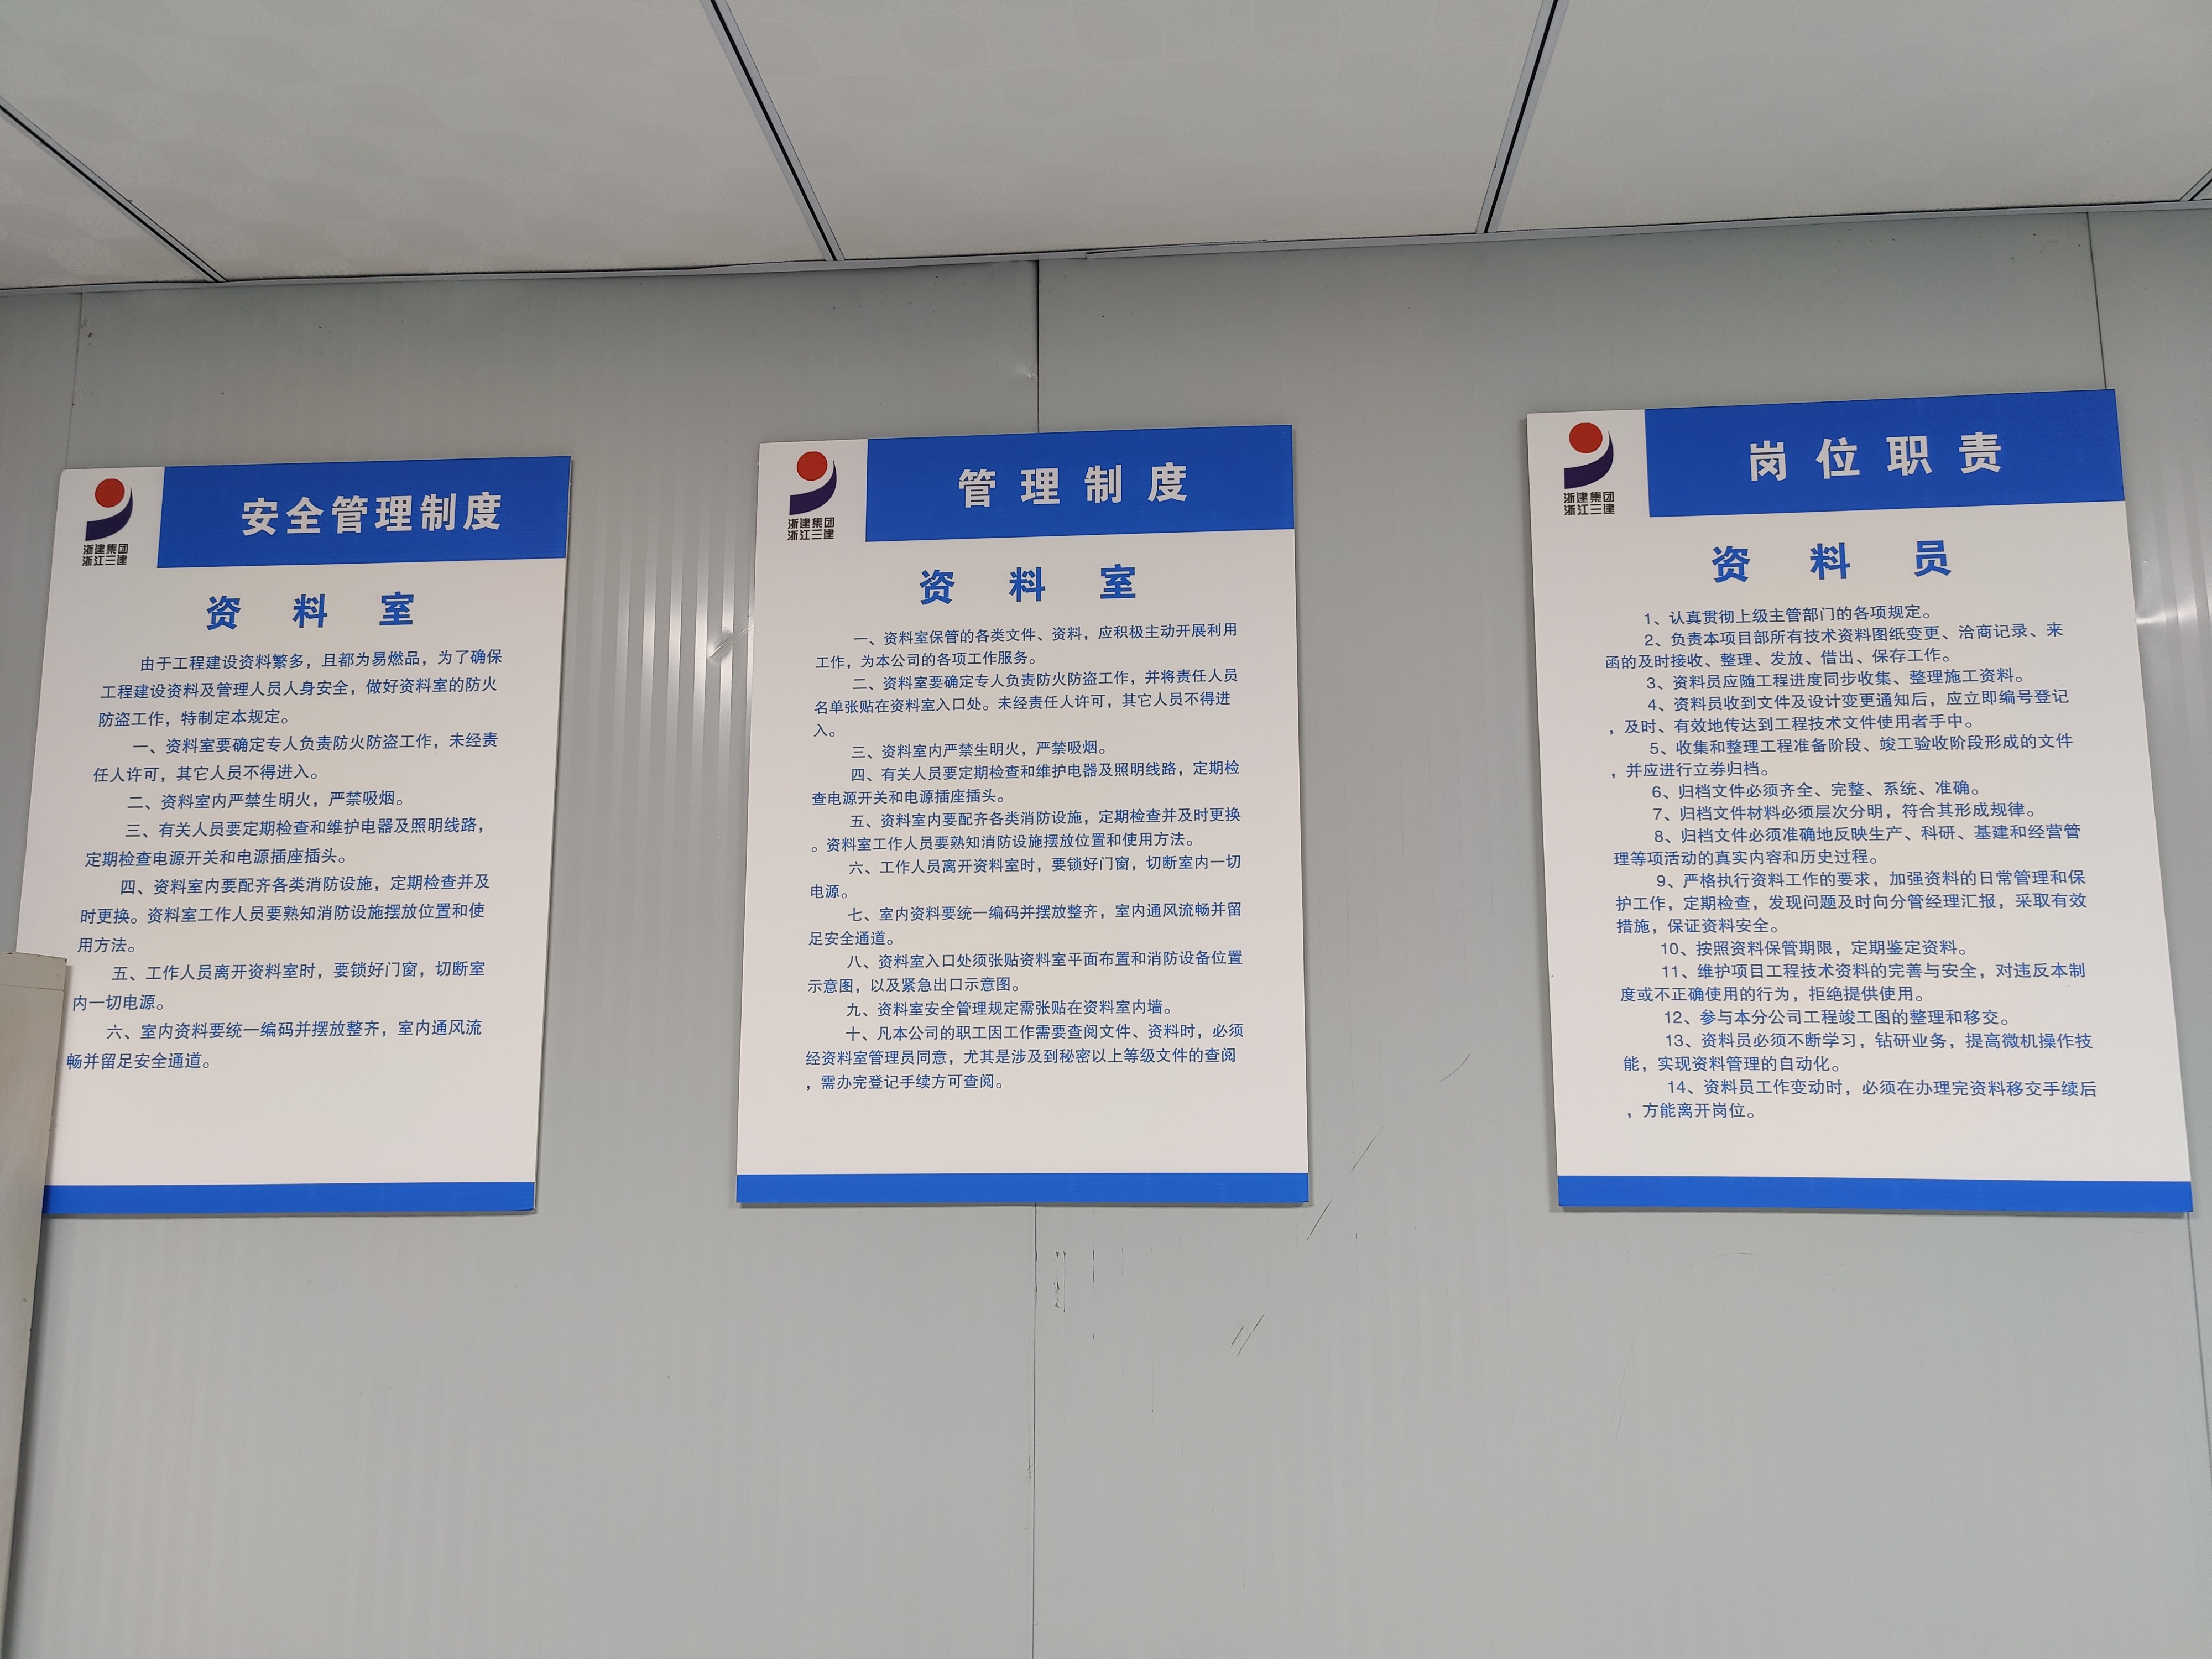 浙建集团
浙江三建
安全管理制度
资料室
由于工程建设资料繁多，且都为易燃品，为了确保
工程建设资料及管理人员人身安全，做好资料室的防火
防盗工作，特制定本规定。
一、资料室要确定专人负责防火防盗工作，未经责
任人许可，其它人员不得进入。
二、资料室内严禁生明火，严禁吸烟。
三、有关人员要定期检查和维护电器及照明线路，
定期检查电源开关和电源插座插头。
四、资料室内要配齐各类消防设施，定期检查并及
时更换。资料室工作人员要熟知消防设施摆放位置和使
用方法。
五、工作人员离开资料室时，要锁好门窗，切断室
内一切电源。
六、室内资料要统一编码并摆放整齐，室内通风流
畅并留足安全通道。
浙建集团
浙江三建
管理制度
资料室
一、资料室保管的各类文件、资料，应积极主动开展利用
工作，为本公司的各项工作服务。
二、资料室要确定专人负责防火防盗工作，并将责任人员
名单张贴在资料室入口处。未经责任人许可，其它人员不得进
入。
三、资料室内严禁生明火，严禁吸烟。
四、有关人员要定期检查和维护电器及照明线路，定期检
查电源开关和电源插座插头。
五、资料室内要配齐各类消防设施，定期检查并及时更换
。资料室工作人员要熟知消防设施摆放位置和使用方法。
六、工作人员离开资料室时，要锁好门窗，切断室内一切
电源。
七、室内资料要统一编码并摆放整齐，室内通风流畅并留
足安全通道。
八、资料室入口处须张贴资料室平面布置和消防设备位置
示意图，以及紧急出口示意图。
九、资料室安全管理规定需张贴在资料室内墙。
十、凡本公司的职工因工作需要查阅文件、资料时，必须
经资料室管理员同意，尤其是涉及到秘密以上等级文件的查阅
，需办完登记手续方可查阅。
浙建集团
浙江三建
岗位职责
资料员
1、认真贯彻上级主管部门的各项规定。
2、负责本项目部所有技术资料图纸变更、洽商记录、来
函的及时接收、整理、发放、借出、保存工作。
3、资料员应随工程进度同步收集、整理施工资料。
4、资料员收到文件及设计变更通知后，应立即编号登记
，及时、有效地传达到工程技术文件使用者手中。
5、收集和整理工程准备阶段、竣工验收阶段形成的文件
，并应进行立券归档。
6、归档文件必须齐全、完整、系统、准确。
7、归档文件材料必须层次分明，符合其形成规律。
8、归档文件必须准确地反映生产、科研、基建和经营管
理等项活动的真实内容和历史过程。
9、严格执行资料工作的要求，加强资料的日常管理和保
护工作，定期检查，发现问题及时向分管经理汇报，采取有效
措施，保证资料安全。
10、按照资料保管期限，定期鉴定资料。
11、维护项目工程技术资料的完善与安全，对违反本制
度或不正确使用的行为，拒绝提供使用。
12、参与本分公司工程竣工图的整理和移交。
13、资料员必须不断学习，钻研业务，提高微机操作技
能，实现资料管理的自动化。
14、资料员工作变动时，必须在办理完资料移交手续后
，方能离开岗位。